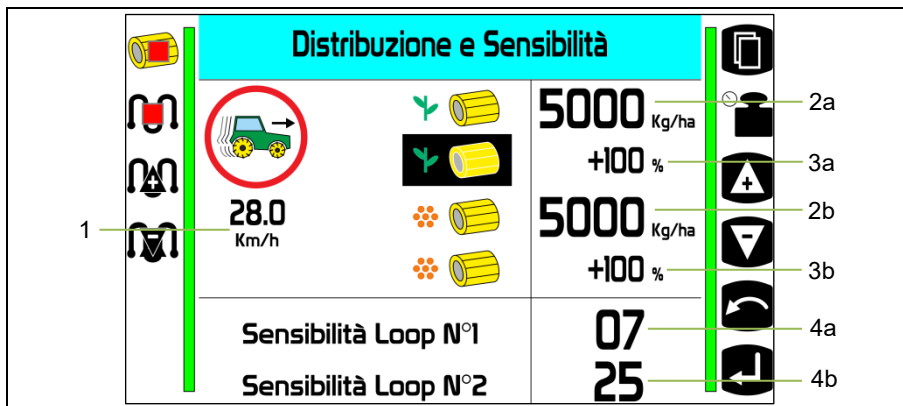 Distribuzione e Sensibilità
5000 Kg/ha
2a
+100 %
3a
28.0
Km/h
1
5000 Kg/ha
2b
+100 %
3b
Sensibilità Loop N°1
07
4a
Sensibilità Loop N°2
25
4b